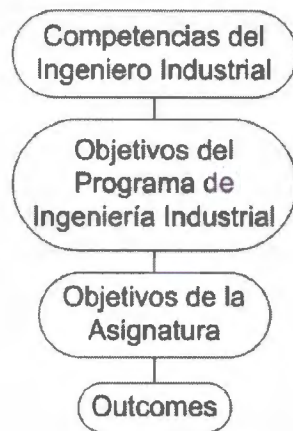 Competencias del
Ingeniero Industrial
Objetivos del
Programa de
Ingeniería Industrial
Objetivos de la
Asignatura
Outcomes